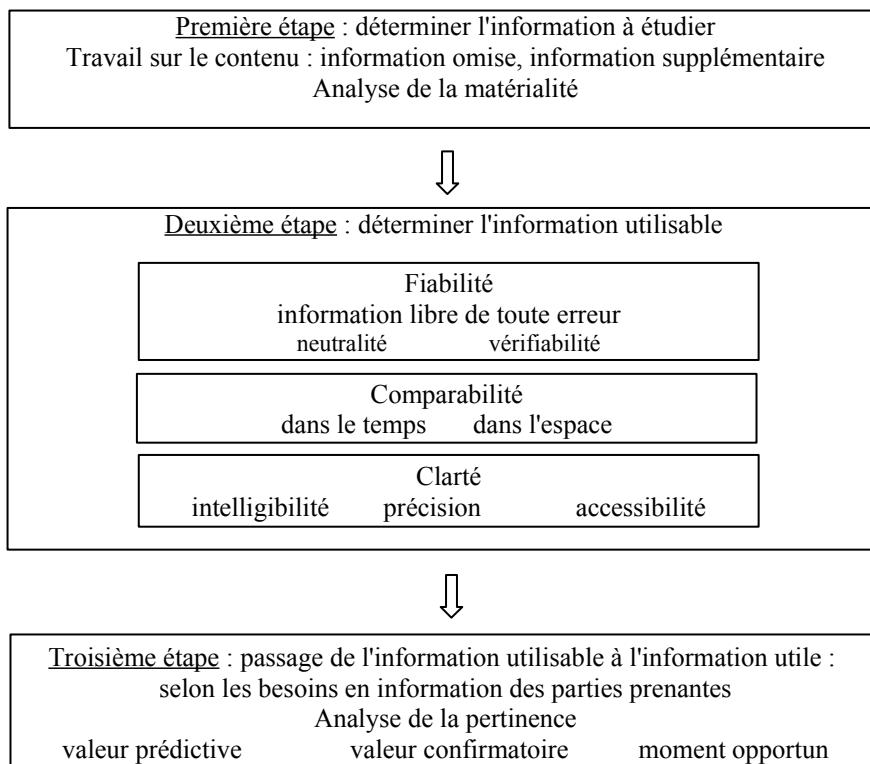 Première étape : déterminer l'information à étudier
Travail sur le contenu : information omise, information supplémentaire
Analyse de la matérialité
Deuxième étape : déterminer l'information utilisable
Fiabilité
information libre de toute erreur
neutralité vérifiabilité
Comparabilité
dans le temps dans l'espace
Clarté
intelligibilité précision accessibilité
Troisième étape : passage de l'information utilisable à l'information utile :
selon les besoins en information des parties prenantes
Analyse de la pertinence
valeur prédictive valeur confirmatoire moment opportun